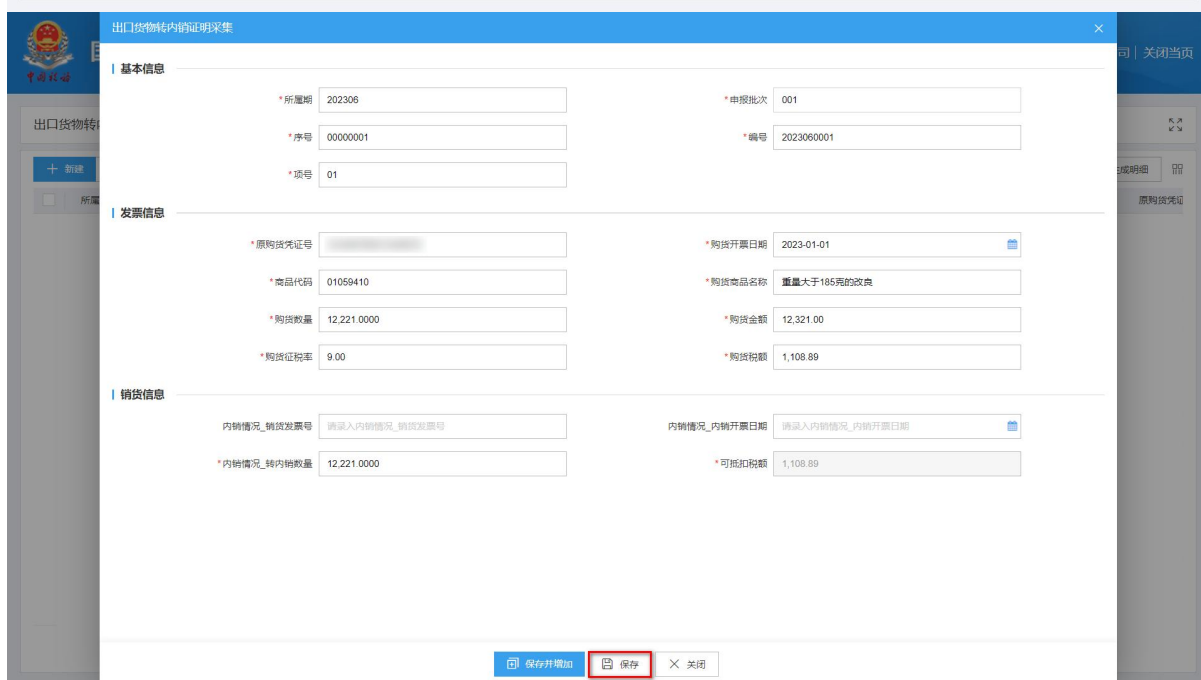 出口货物转内销证明采集
司 | 关闭当页
中国税务
基本信息
*所属期 202306
*申报批次 001
出口货物转
*序号 00000001
*编号 2023060001
新建
*项号 01
成明细
所属
原购货凭证
发票信息
*原购货凭证号
*购货开票日期 2023-01-01
*商品代码 01059410
*购货商品名称 重量大于185克的改良
*购货数量 12,221.0000
*购货金额 12,321.00
*购货征税率 9.00
*购货税额 1,108.89
销货信息
内销情况_销货发票号 请录入内销情况_销货发票号
内销情况_内销开票日期 请录入内销情况_内销开票日期
*内销情况_转内销数量 12,221.0000
*可抵扣税额 1,108.89
保存并增加
保存
关闭